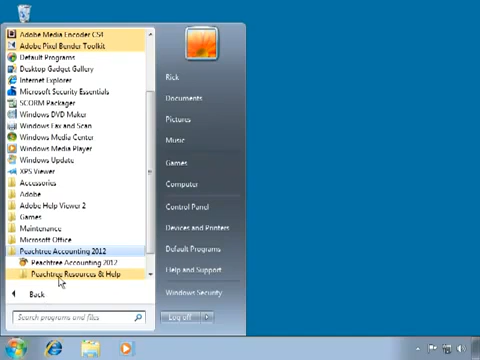 Adobe Media Encoder CS4
Adobe Pixel Bender Toolkit
Default Programs
Desktop Gadget Gallery
Internet Explorer
Microsoft Security Essentials
SCORM Packager
Windows DVD Maker
Windows Fax and Scan
Windows Media Center
Windows Media Player
Windows Update
XPS Viewer
Accessories
Adobe
Adobe Help Viewer 2
Games
Maintenance
Microsoft Office
Peachtree Accounting 2012
Peachtree Accounting 2012
Peachtree Resources & Help
Back
Search programs and files
Rick
Documents
Pictures
Music
Games
Computer
Control Panel
Devices and Printers
Default Programs
Help and Support
Windows Security
Log off